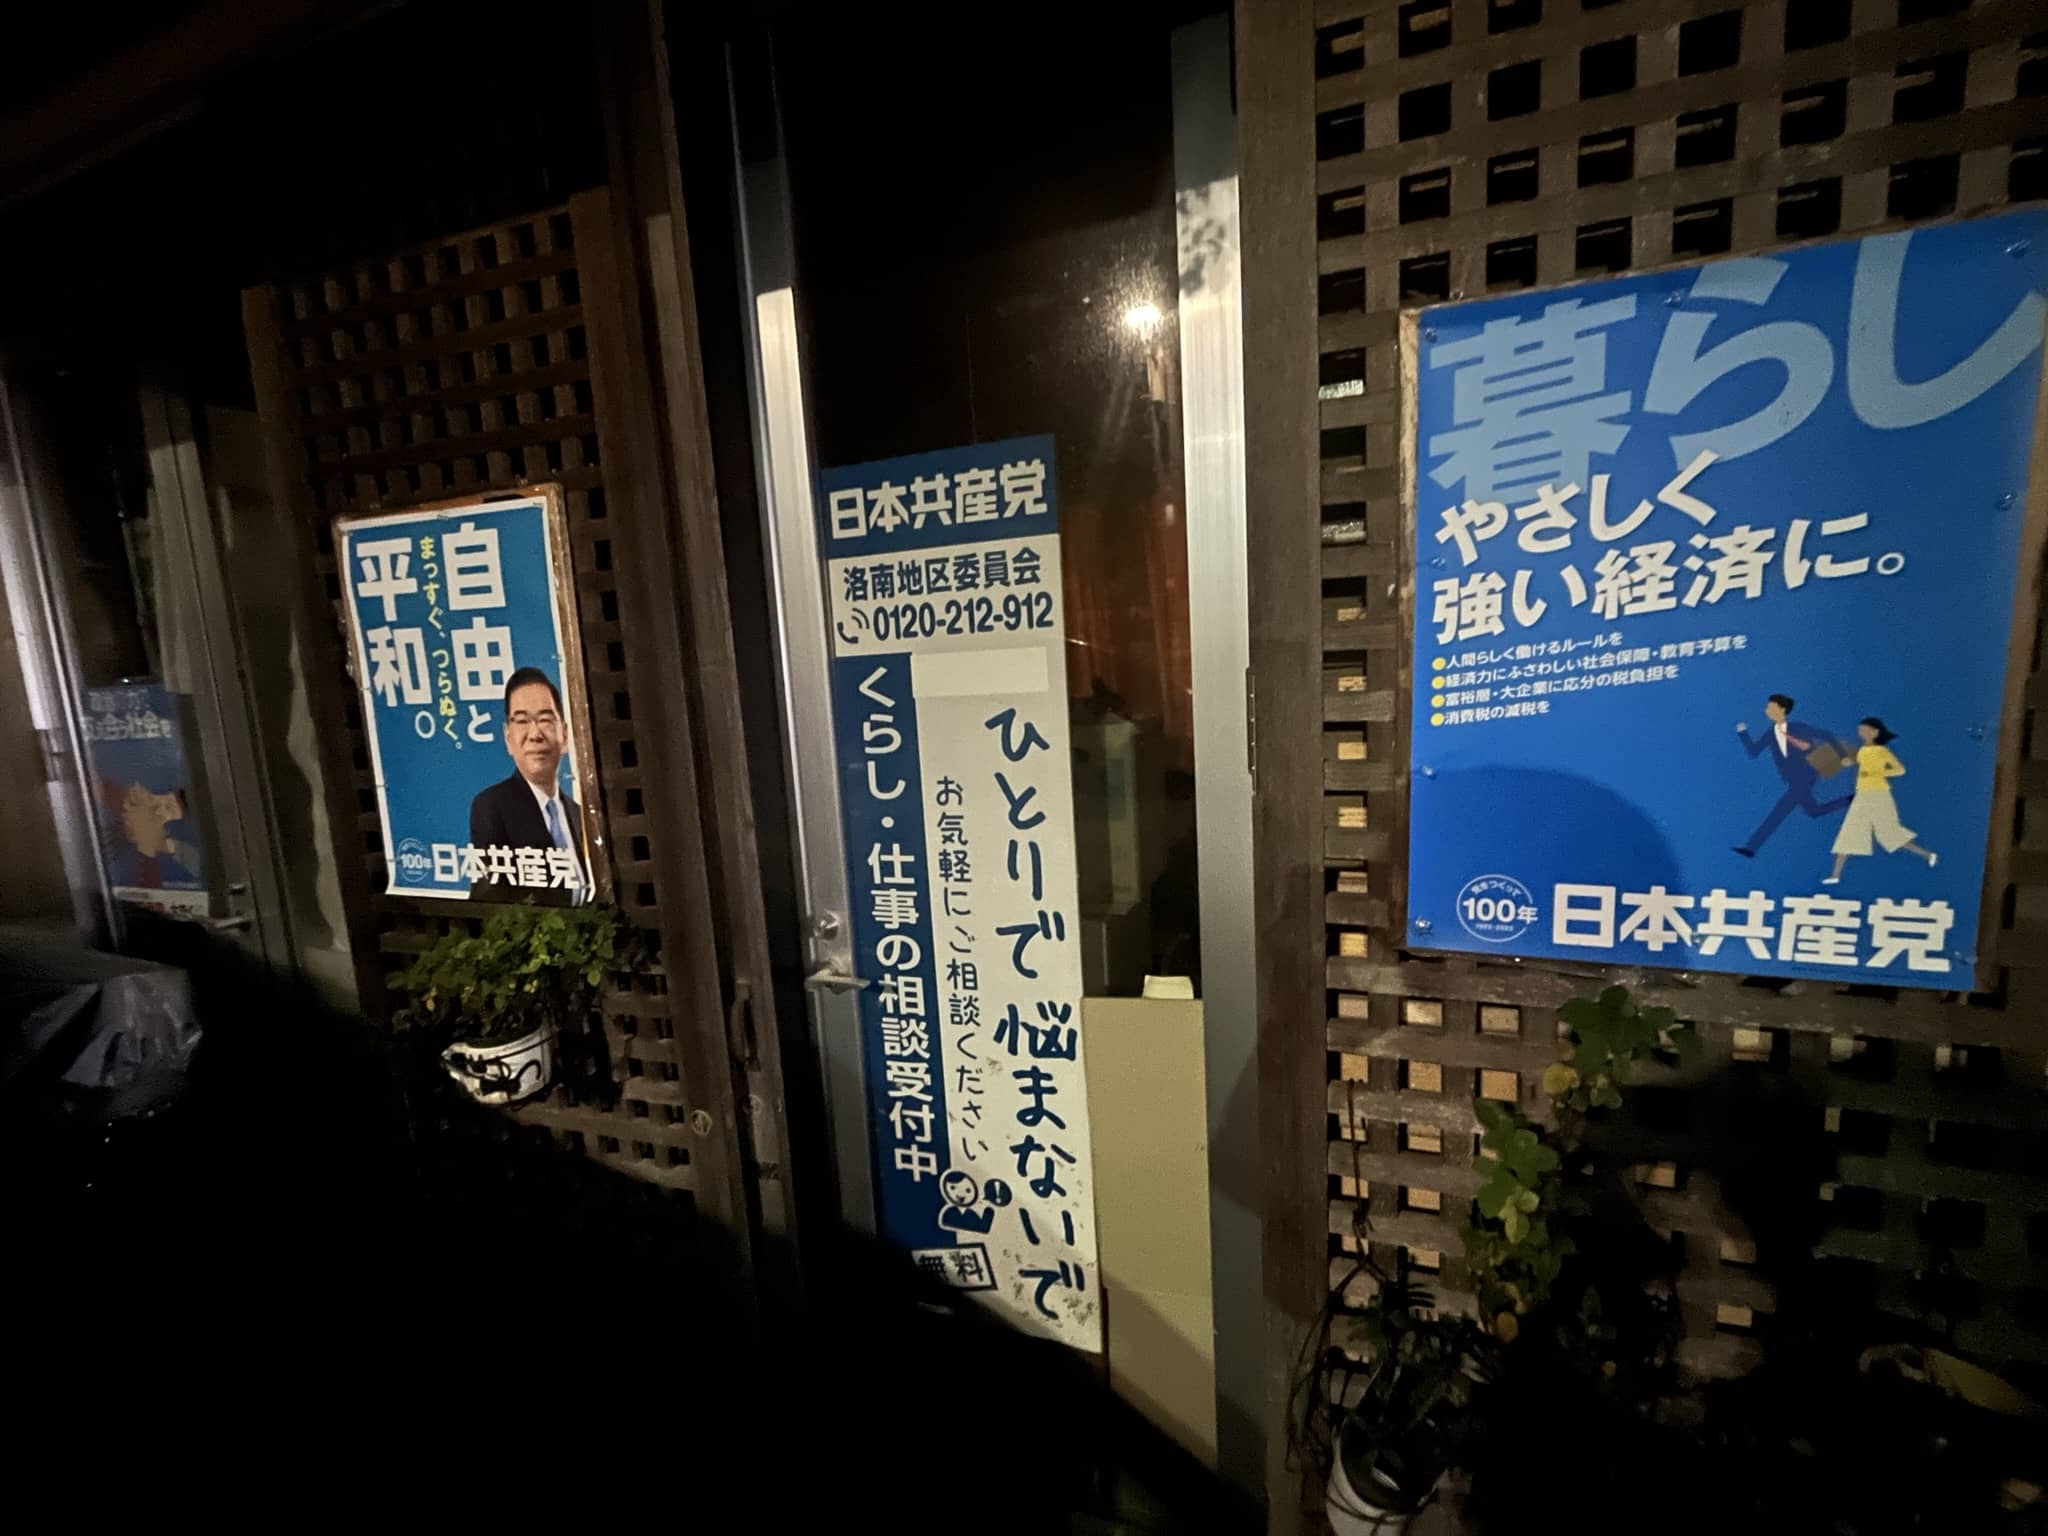 自由と
まっすぐ、つらぬく。
平和。
100年
日本共産党
日本共産党
洛南地区委員会
0120-212-912
くらし・仕事の相談受付中
ひとりで悩まないで
お気軽にご相談ください
無料
暮らし
やさしく
強い経済に。
人間らしく働けるルールを
経済力にふさわしい社会保障・教育予算を
富裕層・大企業に応分の税負担を
消費税の減税を
100年
1922-2022
日本共産党